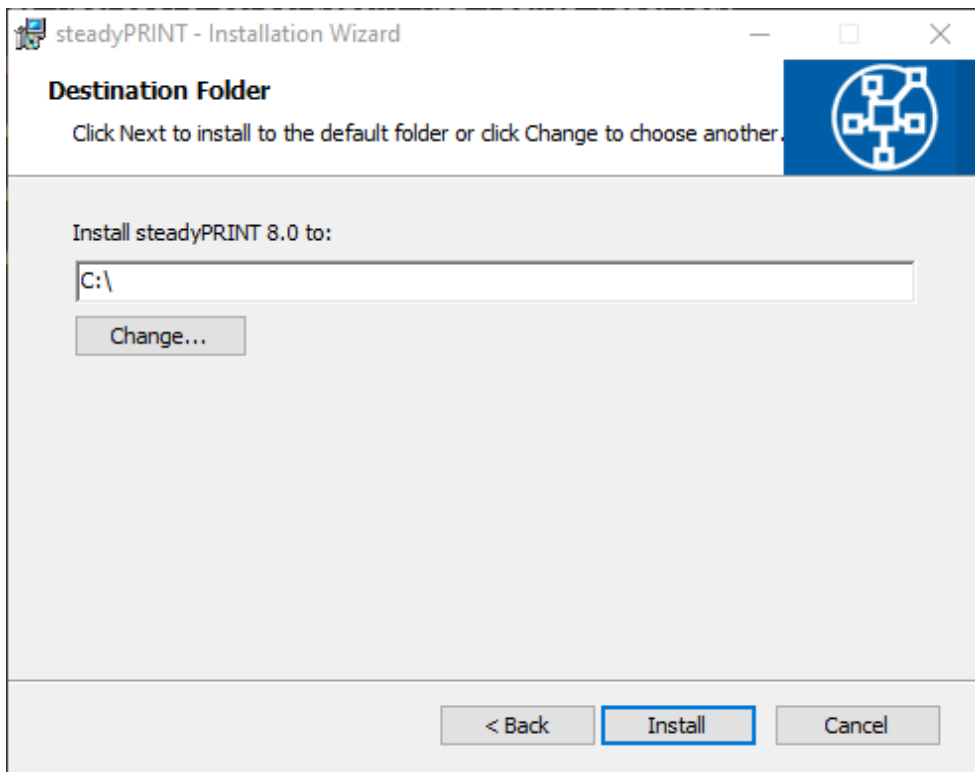 steadyPRINT - Installation Wizard
Destination Folder
Click Next to install to the default folder or click Change to choose another.
Install steadyPRINT 8.0 to:
C:\
Change...
< Back
Install
Cancel